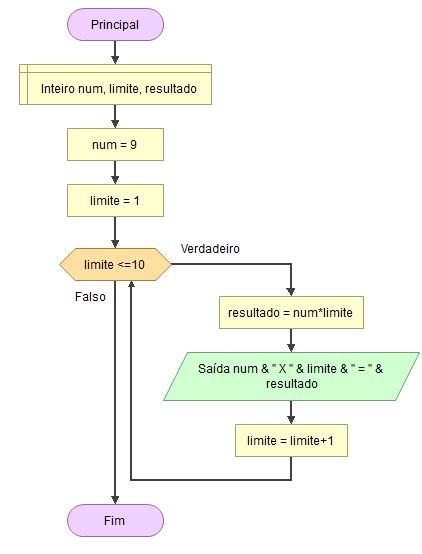 Principal
Inteiro num, limite, resultado
num = 9
limite = 1
limite <=10
Verdadeiro
Falso
resultado = num*limite
Saída num & " X " & limite & " = " &
resultado
limite = limite+1
Fim